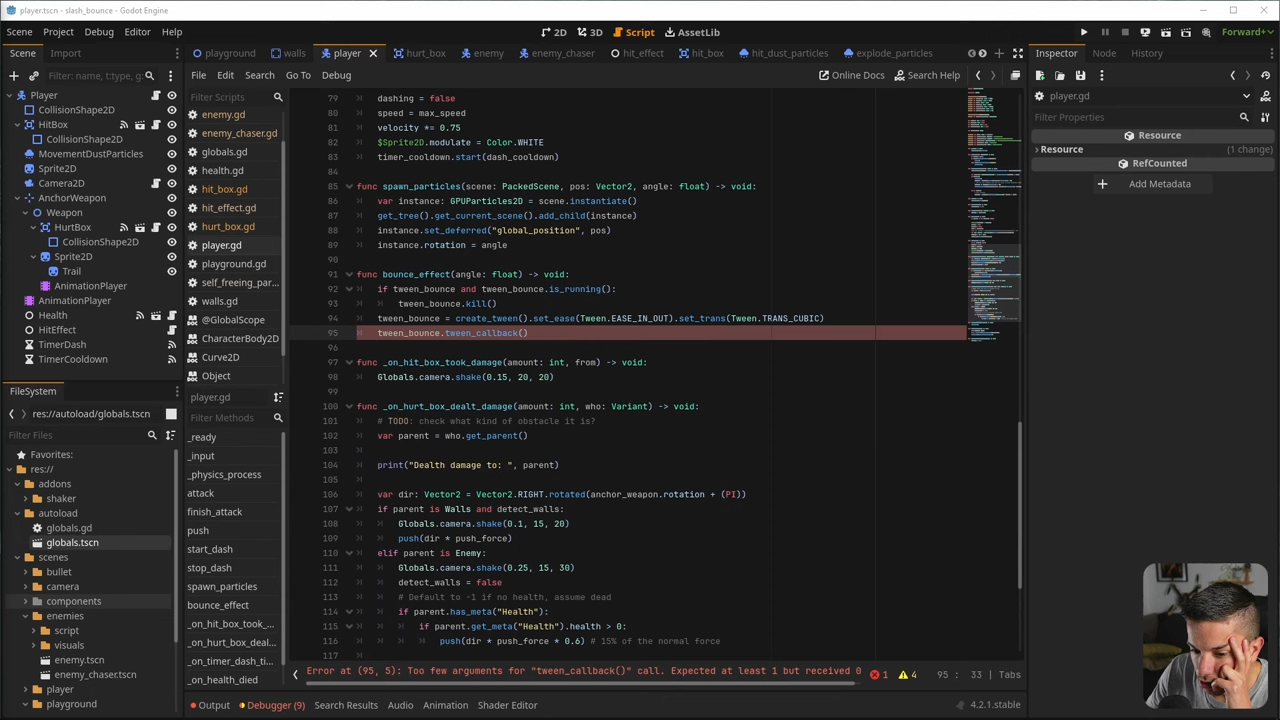 player.tscn - slash_bounce - Godot Engine
Scene Project Debug Editor Help
2D 3D Script AssetLib
Forward+
Scene Import
playground walls player hurt_box enemy enemy_chaser hit_effect hit_box hit_dust_particles explode_particles
Inspector Node History
Filter: name, t:type, g:
File Edit Search Go To Debug
Online Docs Search Help
Player
CollisionShape2D
HitBox
CollisionShape2D
MovementDustParticles
Sprite2D
Camera2D
AnchorWeapon
Weapon
HurtBox
CollisionShape2D
Sprite2D
Trail
AnimationPlayer
AnimationPlayer
Health
HitEffect
TimerDash
TimerCooldown
FileSystem
res://autoload/globals.tscn
Filter Files
Favorites:
res://
addons
shaker
autoload
globals.gd
globals.tscn
scenes
bullet
camera
components
enemies
script
visuals
enemy.tscn
enemy_chaser.tscn
player
playground
Filter Scripts
enemy.gd
enemy_chaser.gd
globals.gd
health.gd
hit_box.gd
hit_effect.gd
hurt_box.gd
player.gd
playground.gd
walls.gd
@GlobalScope
CharacterBody2D
Curve2D
Object
player.gd
Filter Methods
_ready
_input
_physics_process
attack
finish_attack
push
start_dash
stop_dash
spawn_particles
bounce_effect
_on_hit_box_took_...
_on_hurt_box_deal...
_on_timer_dash_ti...
_on_health_died
79 dashing = false
80 speed = max_speed
81 velocity *= 0.75
82 $Sprite2D.modulate = Color.WHITE
83 timer_cooldown.start(dash_cooldown)
84
85 func spawn_particles(scene: PackedScene, pos: Vector2, angle: float) -> void:
86 var instance: GPUParticles2D = scene.instantiate()
87 get_tree().get_current_scene().add_child(instance)
88 instance.set_deferred("global_position", pos)
89 instance.rotation = angle
90
91 func bounce_effect(angle: float) -> void:
92 if tween_bounce and tween_bounce.is_running():
93 tween_bounce.kill()
94 tween_bounce = create_tween().set_ease(Tween.EASE_IN_OUT).set_trans(Tween.TRANS_CUBIC)
95 tween_bounce.tween_callback()
96
97 func _on_hit_box_took_damage(amount: int, from) -> void:
98 Globals.camera.shake(0.15, 20, 20)
99
100 func _on_hurt_box_dealt_damage(amount: int, who: Variant) -> void:
101 # TODO: check what kind of obstacle it is?
102 var parent = who.get_parent()
103
104 print("Dealth damage to: ", parent)
105
106 var dir: Vector2 = Vector2.RIGHT.rotated(anchor_weapon.rotation + (PI))
107 if parent is Walls and detect_walls:
108 Globals.camera.shake(0.1, 15, 20)
109 push(dir * push_force)
110 elif parent is Enemy:
111 Globals.camera.shake(0.25, 15, 30)
112 detect_walls = false
113 # Default to -1 if no health, assume dead
114 if parent.has_meta("Health"):
115 if parent.get_meta("Health").health > 0:
116 push(dir * push_force * 0.6) # 15% of the normal force
117
Error at (95, 5): Too few arguments for "tween_callback()" call. Expected at least 1 but received 0
1 4 95 : 33 | Tabs
Output Debugger (9) Search Results Audio Animation Shader Editor
4.2.1.stable
player.gd
Filter Properties
Resource
Resource (1 change)
RefCounted
Add Metadata